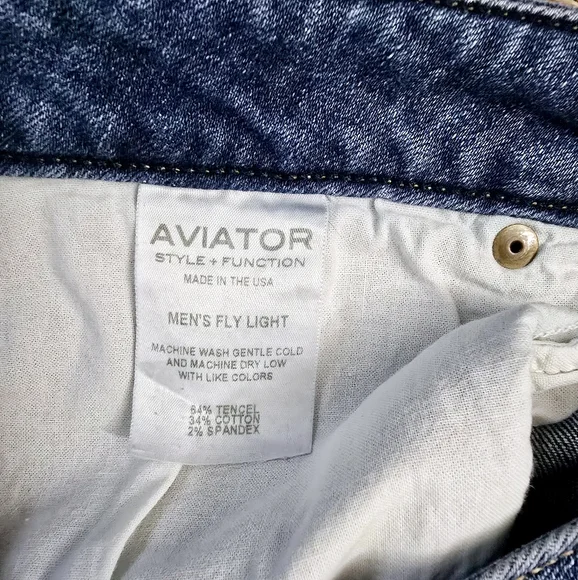 AVIATOR
STYLE + FUNCTION
MADE IN THE USA
MEN'S FLY LIGHT
MACHINE WASH GENTLE COLD
AND MACHINE DRY LOW
WITH LIKE COLORS
64% TENCEL
34% COTTON
2% SPANDEX